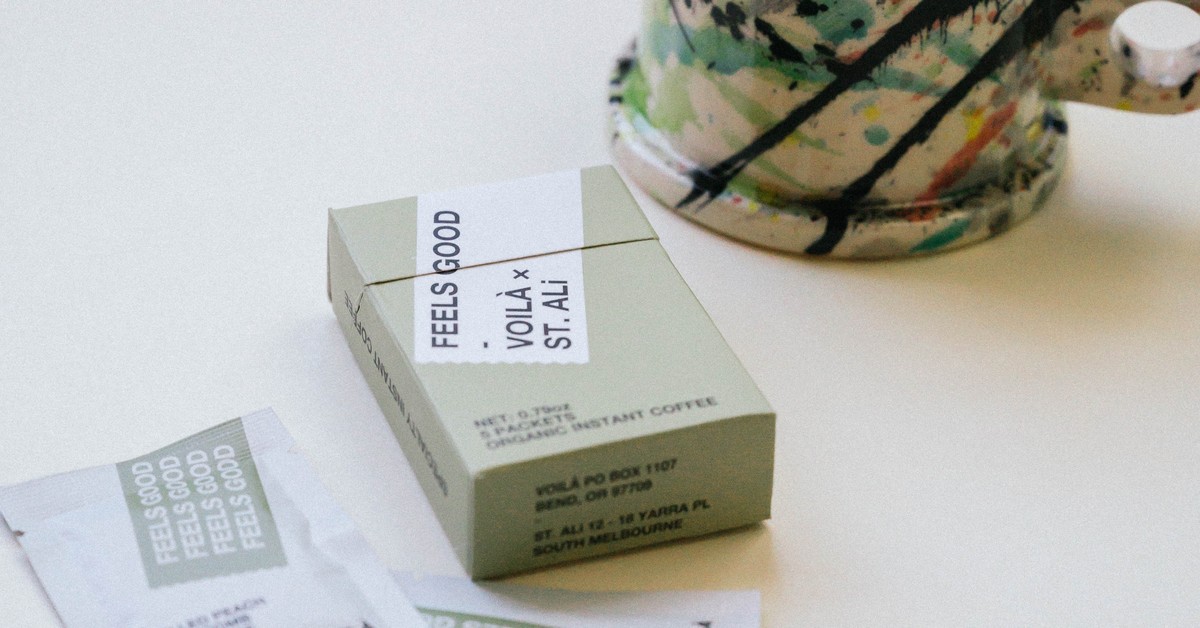 FEELS GOOD
-
VOILÀ x
ST. ALi
NET: 0.79oz
5 PACKETS
ORGANIC INSTANT COFFEE
SPECIALTY INSTANT COFFEE
VOILÀ PO BOX 1107
BEND, OR 97709
-
ST. ALi 12 - 18 YARRA PL
SOUTH MELBOURNE
FEELS GOOD
FEELS GOOD
FEELS GOOD
FEELS GOOD
PEACH